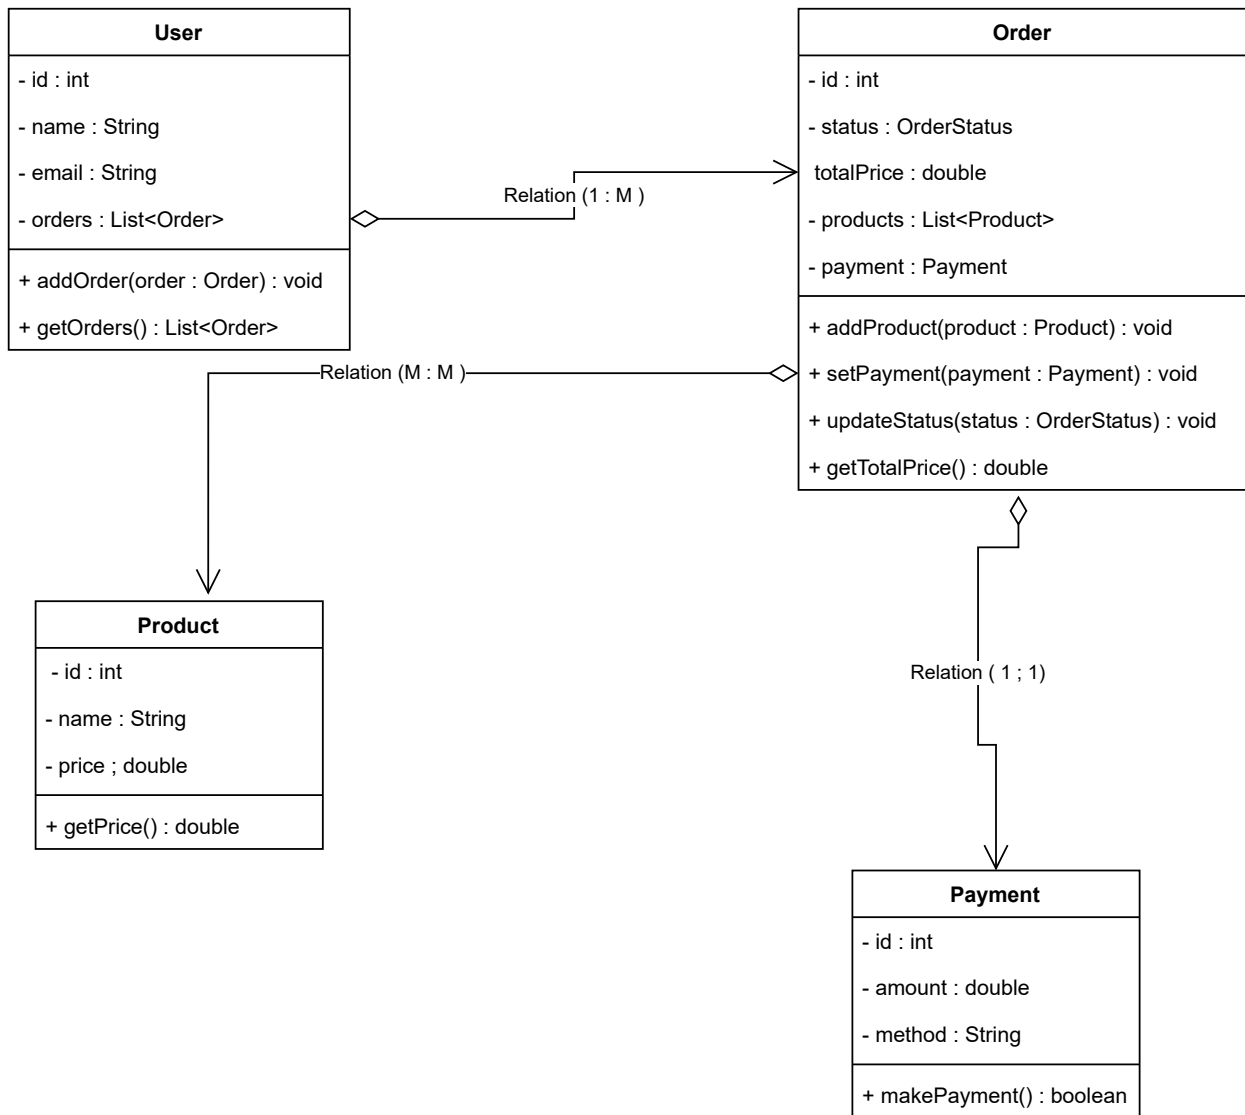 User
- id : int
- name : String
- email : String
- orders : List<Order>
+ addOrder(order : Order) : void
+ getOrders() : List<Order>
Relation (1 : M )
Order
- id : int
- status : OrderStatus
totalPrice : double
- products : List<Product>
- payment : Payment
+ addProduct(product : Product) : void
+ setPayment(payment : Payment) : void
+ updateStatus(status : OrderStatus) : void
+ getTotalPrice() : double
Relation (M : M )
Product
- id : int
- name : String
- price ; double
+ getPrice() : double
Relation ( 1 ; 1)
Payment
- id : int
- amount : double
- method : String
+ makePayment() : boolean